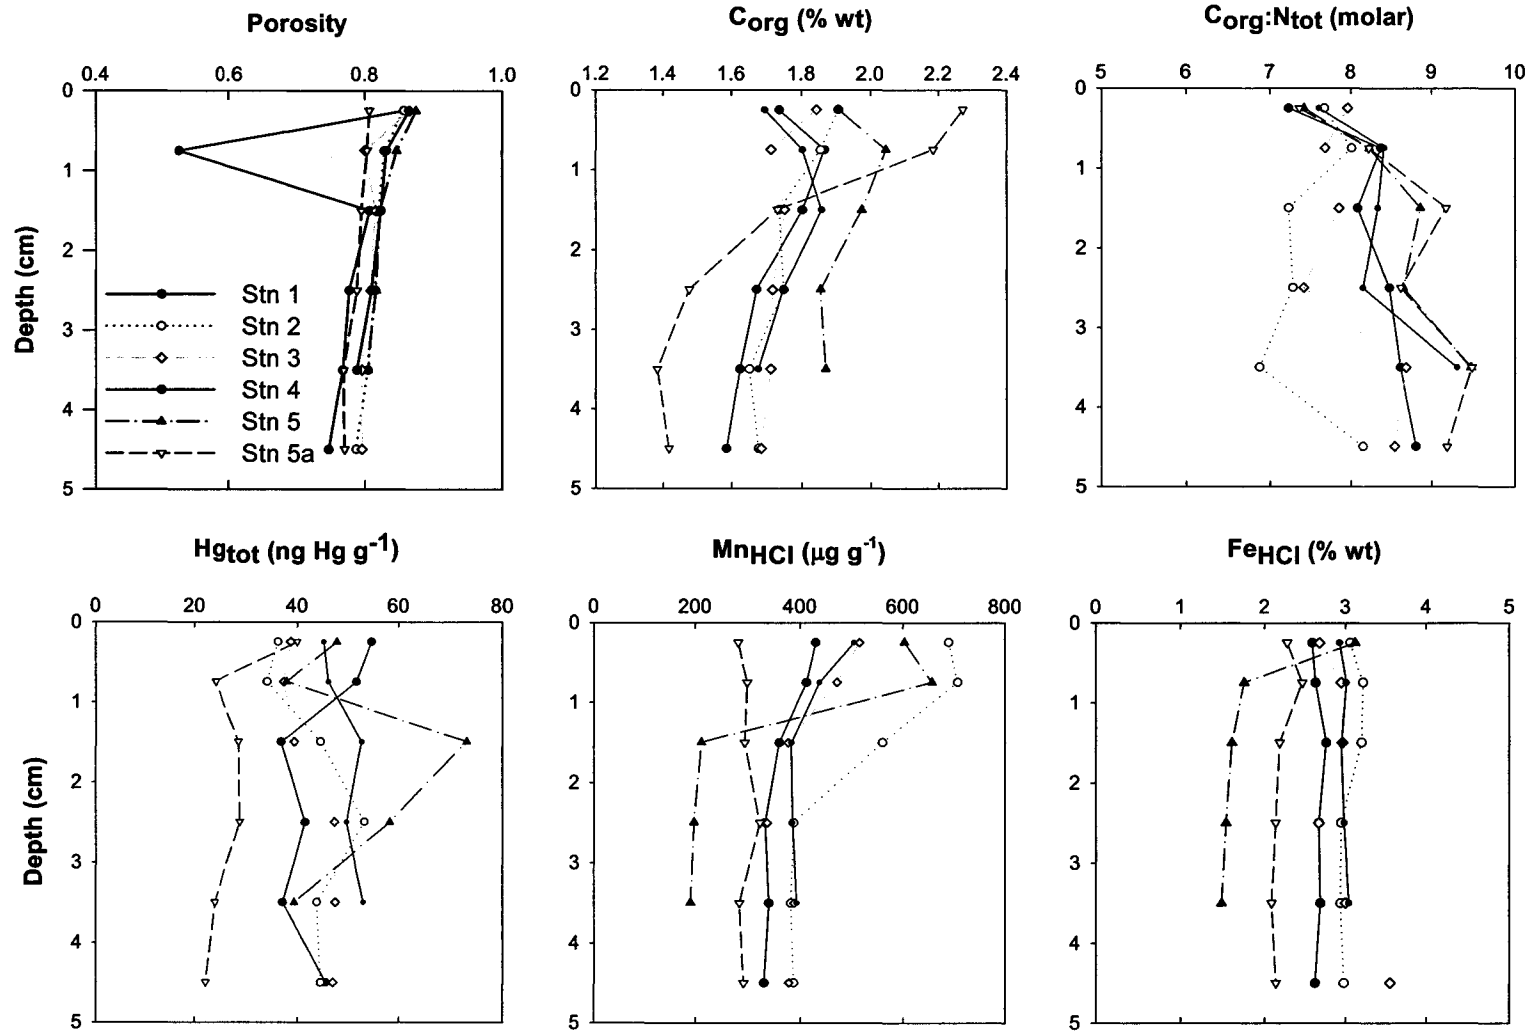 Porosity
0.4 0.6 0.8 1.0
0
1
2
3
4
5
Depth (cm)
Stn 1
Stn 2
Stn 3
Stn 4
Stn 5
Stn 5a
Corg (% wt)
1.2 1.4 1.6 1.8 2.0 2.2 2.4
0
1
2
3
4
5
Corg:Ntot (molar)
5 6 7 8 9 10
0
1
2
3
4
5
Hgtot (ng Hg g-1)
0 20 40 60 80
0
1
2
3
4
5
Depth (cm)
MnHCl (μg g-1)
0 200 400 600 800
0
1
2
3
4
5
FeHCl (% wt)
0 1 2 3 4 5
0
1
2
3
4
5